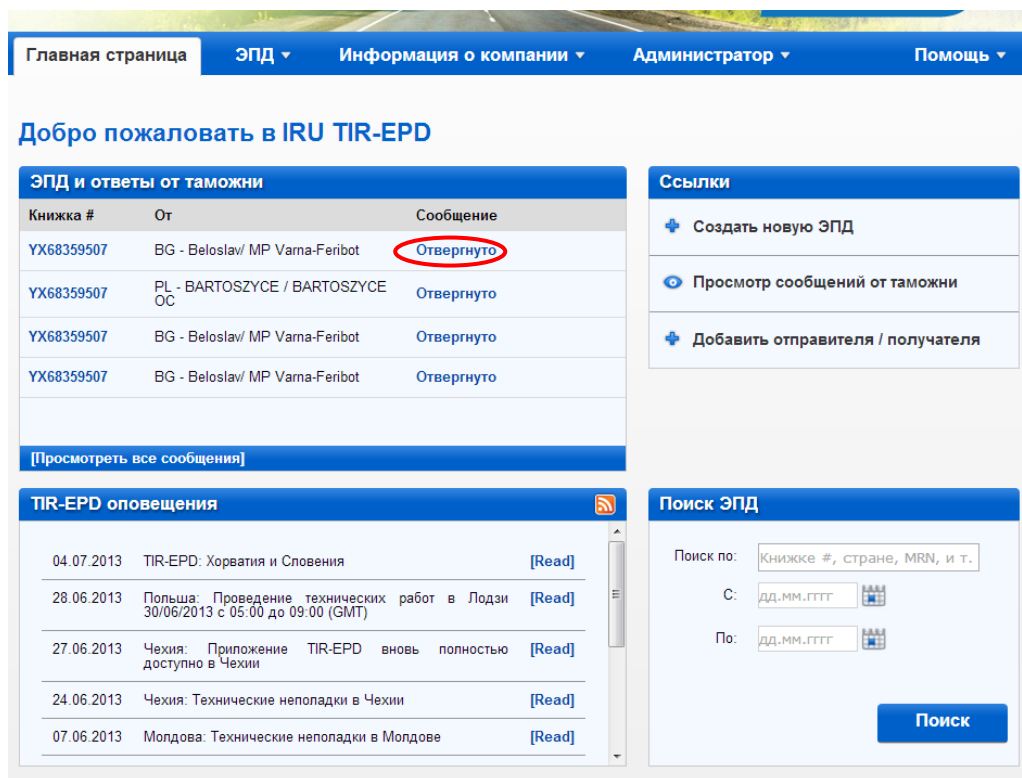 Главная страница ЭПД Информация о компании Администратор Помощь
Добро пожаловать в IRU TIR-EPD
ЭПД и ответы от таможни
Книжка # От Сообщение
YX68359507 BG - Beloslav/ MP Varna-Feribot Отвергнуто
YX68359507 PL - BARTOSZYCE / BARTOSZYCE
OC Отвергнуто
YX68359507 BG - Beloslav/ MP Varna-Feribot Отвергнуто
YX68359507 BG - Beloslav/ MP Varna-Feribot Отвергнуто
[Просмотреть все сообщения]
Ссылки
Создать новую ЭПД
Просмотр сообщений от таможни
Добавить отправителя / получателя
TIR-EPD оповещения
04.07.2013 TIR-EPD: Хорватия и Словения [Read]
28.06.2013 Польша: Проведение технических работ в Лодзи
30/06/2013 с 05:00 до 09:00 (GMT) [Read]
27.06.2013 Чехия: Приложение TIR-EPD вновь полностью
доступно в Чехии [Read]
24.06.2013 Чехия: Технические неполадки в Чехии [Read]
07.06.2013 Молдова: Технические неполадки в Молдове [Read]
Поиск ЭПД
Поиск по: Книжке #, стране, MRN, и т.
С: дд.мм.гггг
По: дд.мм.гггг
Поиск